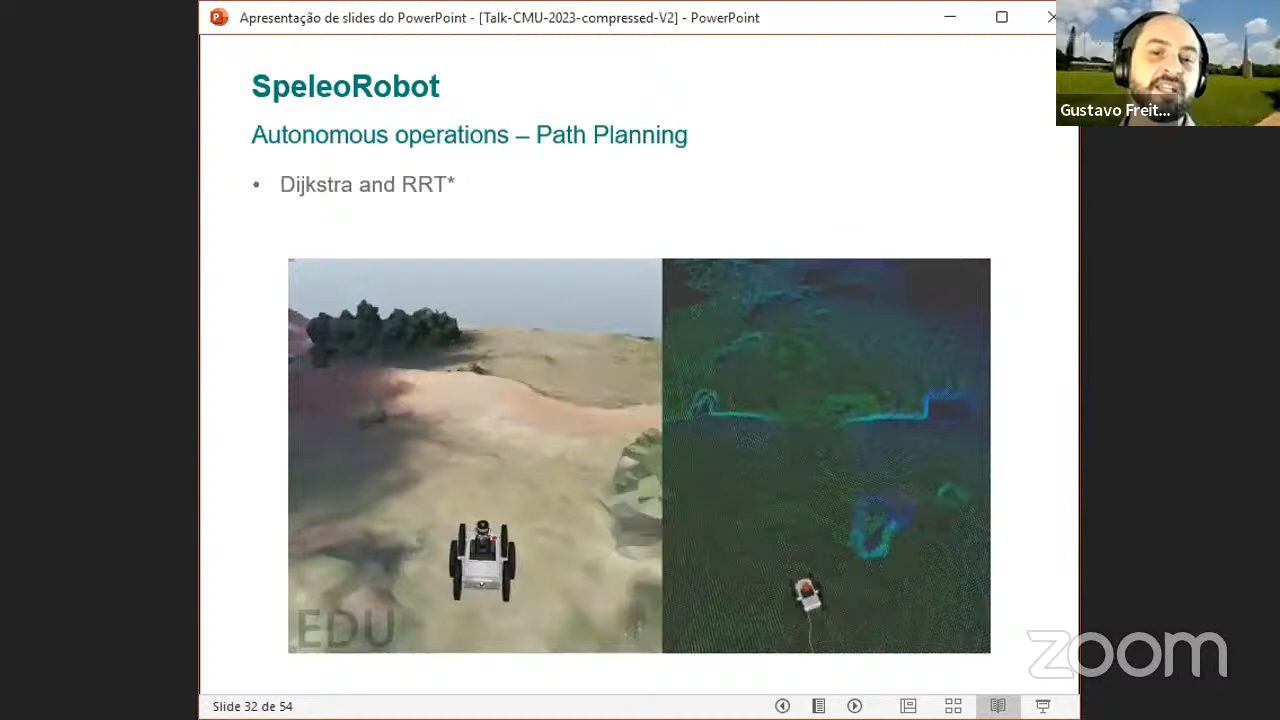 Apresentação de slides do PowerPoint - [Talk-CMU-2023-compressed-V2] - PowerPoint
Gustavo Freit...
SpeleoRobot
Autonomous operations – Path Planning
• Dijkstra and RRT*
EDU
zoom
Slide 32 de 54